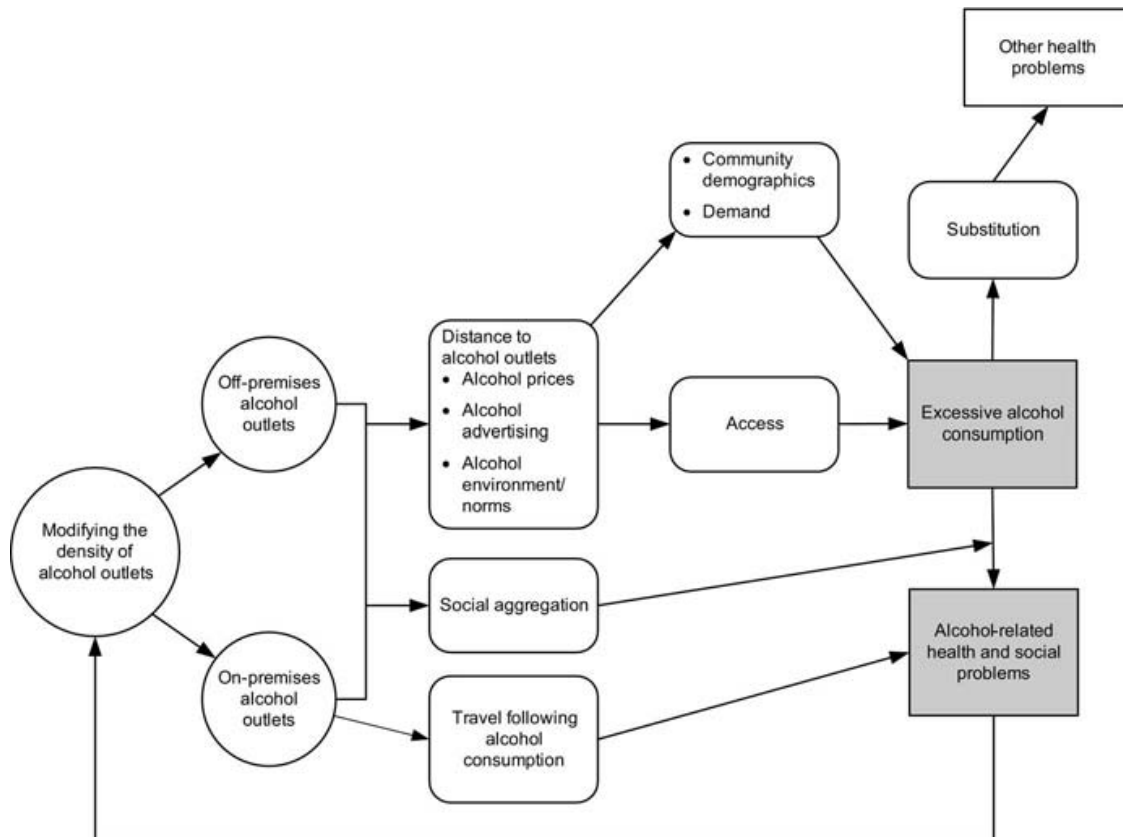 Other health
problems
• Community
demographics
• Demand
Substitution
Off-premises
alcohol
outlets
Distance to
alcohol outlets
• Alcohol prices
• Alcohol
advertising
• Alcohol
environment/
norms
Access
Excessive alcohol
consumption
Modifying the
density of
alcohol outlets
Social aggregation
On-premises
alcohol
outlets
Travel following
alcohol
consumption
Alcohol-related
health and social
problems